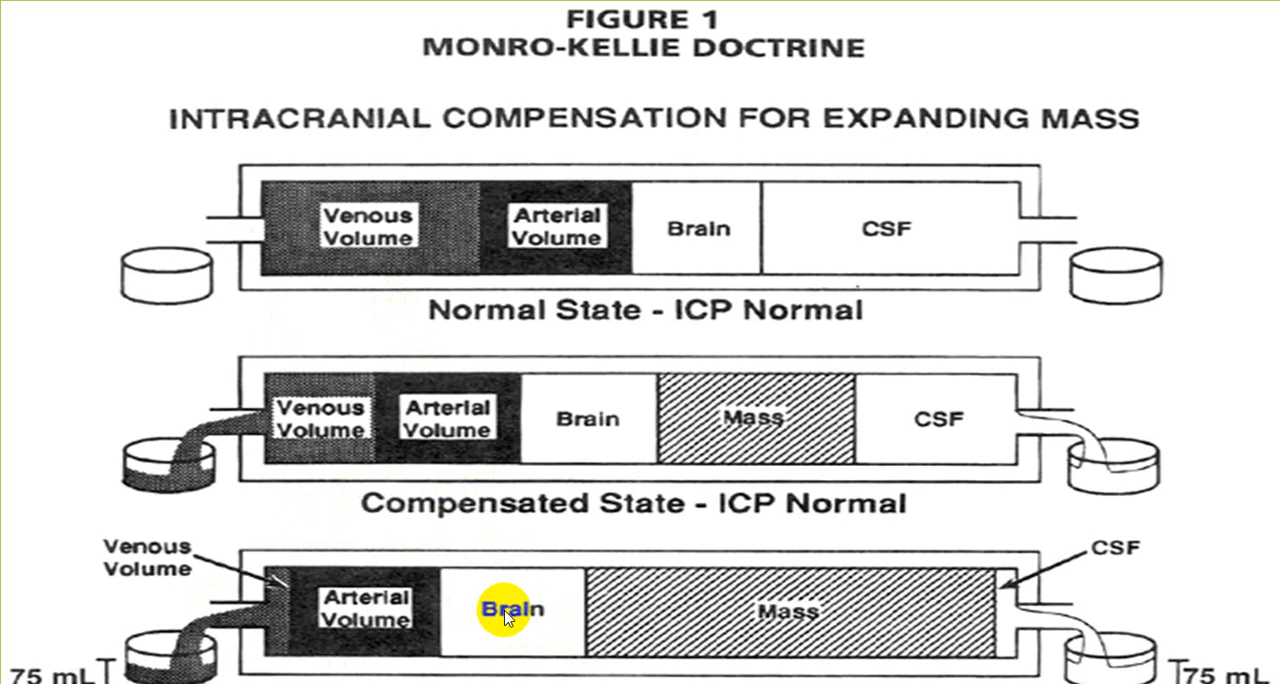 FIGURE 1
MONRO-KELLIE DOCTRINE
INTRACRANIAL COMPENSATION FOR EXPANDING MASS
Venous
Volume
Arterial
Volume
Brain
CSF
Normal State - ICP Normal
Venous
Volume
Arterial
Volume
Brain
Mass
CSF
Compensated State - ICP Normal
Venous
Volume
Arterial
Volume
Brain
Mass
CSF
75 mL
75 mL